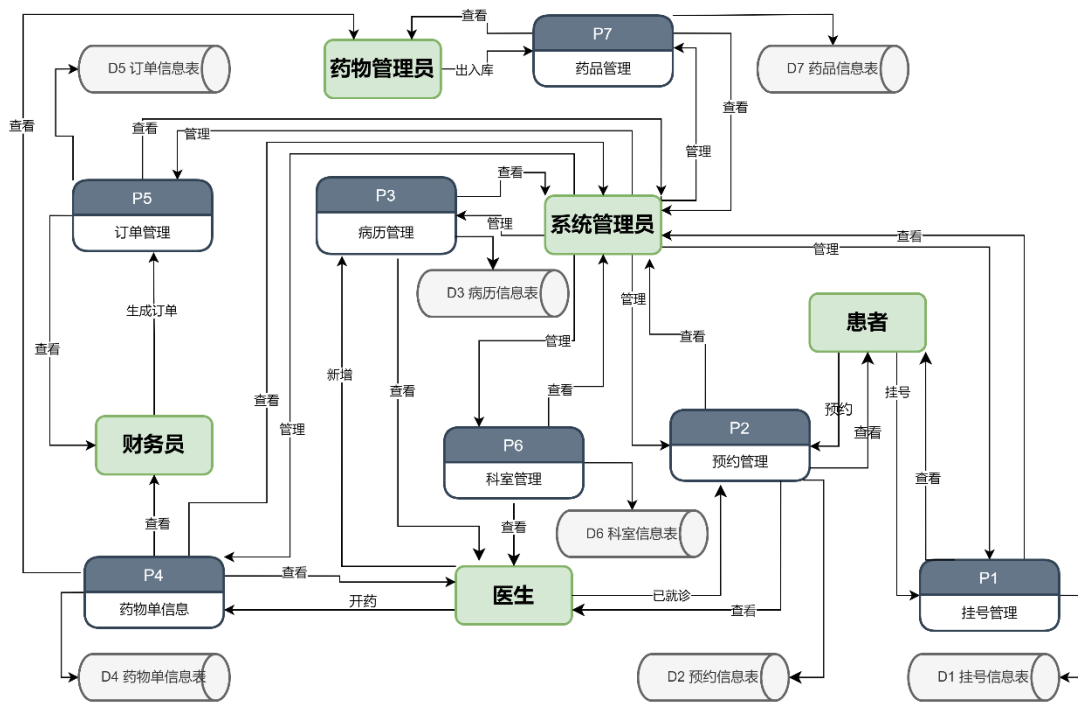 查看
P7
药品管理
药物管理员
出入库
D5 订单信息表
D7 药品信息表
查看
查看
查看
管理
管理
P5
订单管理
P3
病历管理
查看
管理
系统管理员
查看
管理
D3 病历信息表
生成订单
管理
患者
查看
管理
查看
新增
查看
查看
查看
挂号
预约
查看
管理
财务员
P6
科室管理
P2
预约管理
查看
查看
查看
D6 科室信息表
P4
药物单信息
查看
开药
医生
已就诊
查看
P1
挂号管理
D4 药物单信息表
D2 预约信息表
D1 挂号信息表